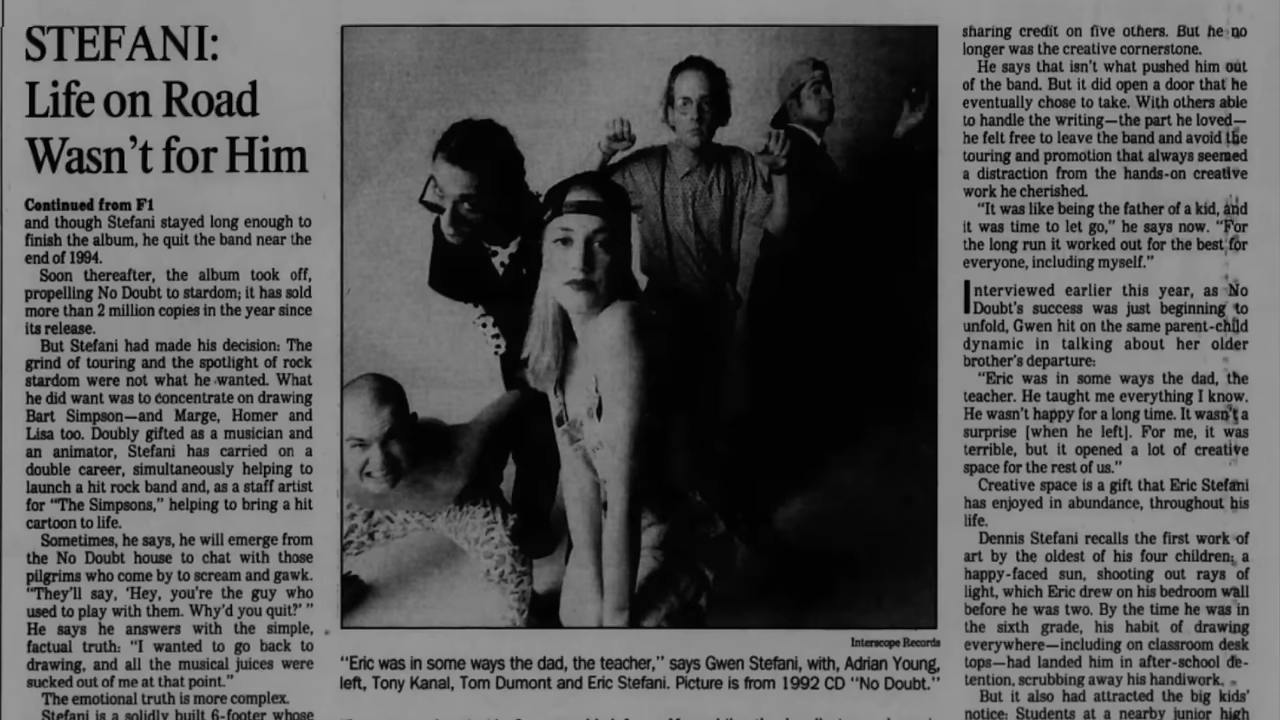 STEFANI:
Life on Road
Wasn't for Him
Continued from F1
and though Stefani stayed long enough to
finish the album, he quit the band near the
end of 1994.
Soon thereafter, the album took off,
propelling No Doubt to stardom; it has sold
more than 2 million copies in the year since
its release.
But Stefani had made his decision: The
grind of touring and the spotlight of rock
stardom were not what he wanted. What
he did want was to concentrate on drawing
Bart Simpson—and Marge, Homer and
Lisa too. Doubly gifted as a musician and
an animator, Stefani has carried on a
double career, simultaneously helping to
launch a hit rock band and, as a staff artist
for "The Simpsons," helping to bring a hit
cartoon to life.
Sometimes, he says, he will emerge from
the No Doubt house to chat with those
pilgrims who come by to scream and gawk.
"They'll say, 'Hey, you're the guy who
used to play with them. Why'd you quit?' "
He says he answers with the simple,
factual truth: "I wanted to go back to
drawing, and all the musical juices were
sucked out of me at that point."
The emotional truth is more complex.
Stefani is a solidly built 6-footer whose
Interscope Records
"Eric was in some ways the dad, the teacher," says Gwen Stefani, with, Adrian Young,
left, Tony Kanal, Tom Dumont and Eric Stefani. Picture is from 1992 CD "No Doubt."
sharing credit on five others. But he no
longer was the creative cornerstone.
He says that isn't what pushed him out
of the band. But it did open a door that he
eventually chose to take. With others able
to handle the writing—the part he loved—
he felt free to leave the band and avoid the
touring and promotion that always seemed
a distraction from the hands-on creative
work he cherished.
"It was like being the father of a kid, and
it was time to let go," he says now. "For
the long run it worked out for the best for
everyone, including myself."
Interviewed earlier this year, as No
Doubt's success was just beginning to
unfold, Gwen hit on the same parent-child
dynamic in talking about her older
brother's departure:
"Eric was in some ways the dad, the
teacher. He taught me everything I know.
He wasn't happy for a long time. It wasn't a
surprise [when he left]. For me, it was
terrible, but it opened a lot of creative
space for the rest of us."
Creative space is a gift that Eric Stefani
has enjoyed in abundance, throughout his
life.
Dennis Stefani recalls the first work of
art by the oldest of his four children: a
happy-faced sun, shooting out rays of
light, which Eric drew on his bedroom wall
before he was two. By the time he was in
the sixth grade, his habit of drawing
everywhere—including on classroom desk
tops—had landed him in after-school de-
tention, scrubbing away his handiwork.
But it also had attracted the big kids'
notice: Students at a nearby junior high